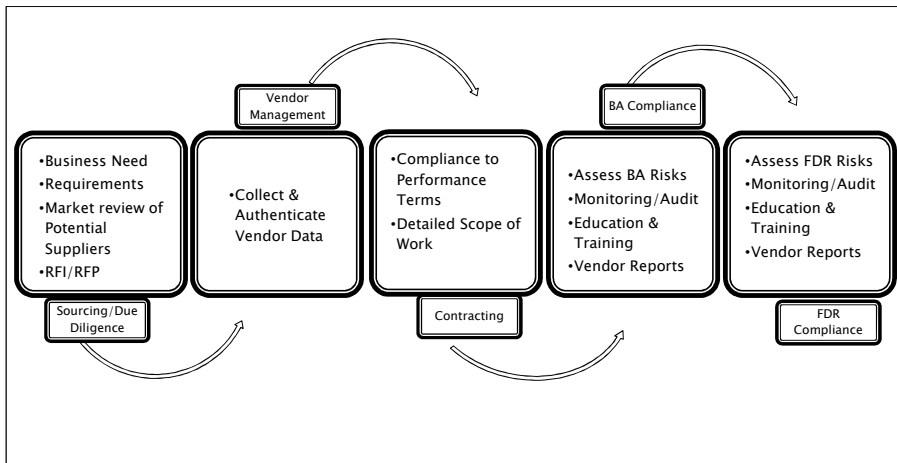 Vendor
Management
BA Compliance
•Business Need
•Requirements
•Market review of
Potential
Suppliers
•RFI/RFP
•Collect &
Authenticate
Vendor Data
•Compliance to
Performance
Terms
•Detailed Scope of
Work
•Assess BA Risks
•Monitoring/Audit
•Education &
Training
•Vendor Reports
•Assess FDR Risks
•Monitoring/Audit
•Education &
Training
•Vendor Reports
Sourcing/Due
Diligence
Contracting
FDR
Compliance